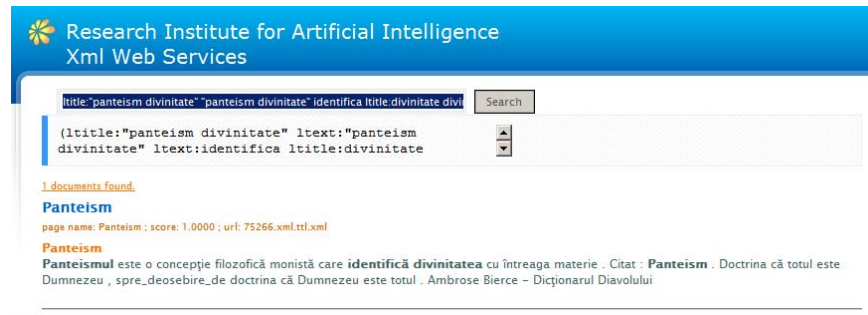 Research Institute for Artificial Intelligence
Xml Web Services
ltitle:"panteism divinitate" "panteism divinitate" identifica ltitle:divinitate divi
Search
(ltitle:"panteism divinitate" ltext:"panteism
divinitate" ltext:identifica ltitle:divinitate
1 documents found.
Panteism
page name: Panteism ; score: 1.0000 ; url: 75266.xml.ttl.xml
Panteism
Panteismul este o concepţie filozofică monistă care identifică divinitatea cu întreaga materie . Citat : Panteism . Doctrina că totul este
Dumnezeu , spre_deosebire_de doctrina că Dumnezeu este totul . Ambrose Bierce – Dicţionarul Diavolului